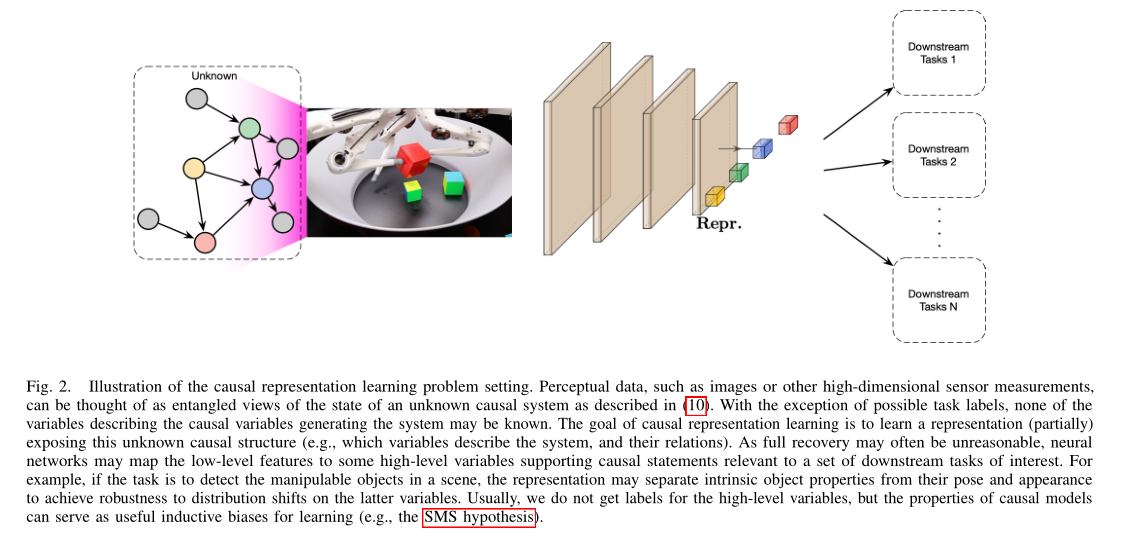 Unknown
Repr.
Downstream
Tasks 1
Downstream
Tasks 2
Downstream
Tasks N
Fig. 2. Illustration of the causal representation learning problem setting. Perceptual data, such as images or other high-dimensional sensor measurements,
can be thought of as entangled views of the state of an unknown causal system as described in (10). With the exception of possible task labels, none of the
variables describing the causal variables generating the system may be known. The goal of causal representation learning is to learn a representation (partially)
exposing this unknown causal structure (e.g., which variables describe the system, and their relations). As full recovery may often be unreasonable, neural
networks may map the low-level features to some high-level variables supporting causal statements relevant to a set of downstream tasks of interest. For
example, if the task is to detect the manipulable objects in a scene, the representation may separate intrinsic object properties from their pose and appearance
to achieve robustness to distribution shifts on the latter variables. Usually, we do not get labels for the high-level variables, but the properties of causal models
can serve as useful inductive biases for learning (e.g., the SMS hypothesis).